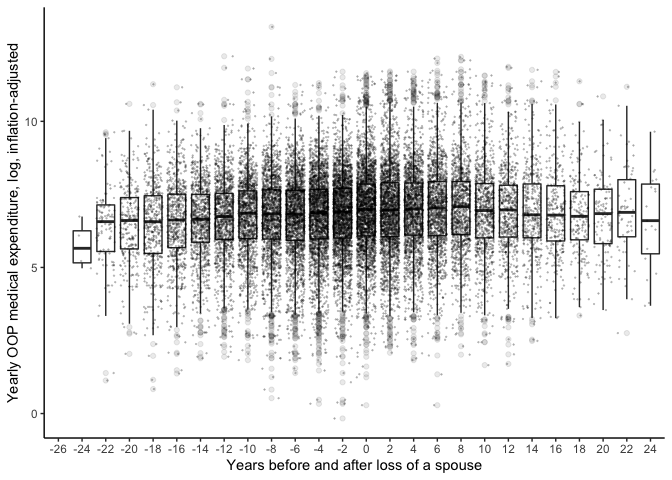 Yearly OOP medical expenditure, log, inflation-adjusted
10
5
0
-26 -24 -22 -20 -18 -16 -14 -12 -10 -8 -6 -4 -2 0 2 4 6 8 10 12 14 16 18 20 22 24
Years before and after loss of a spouse